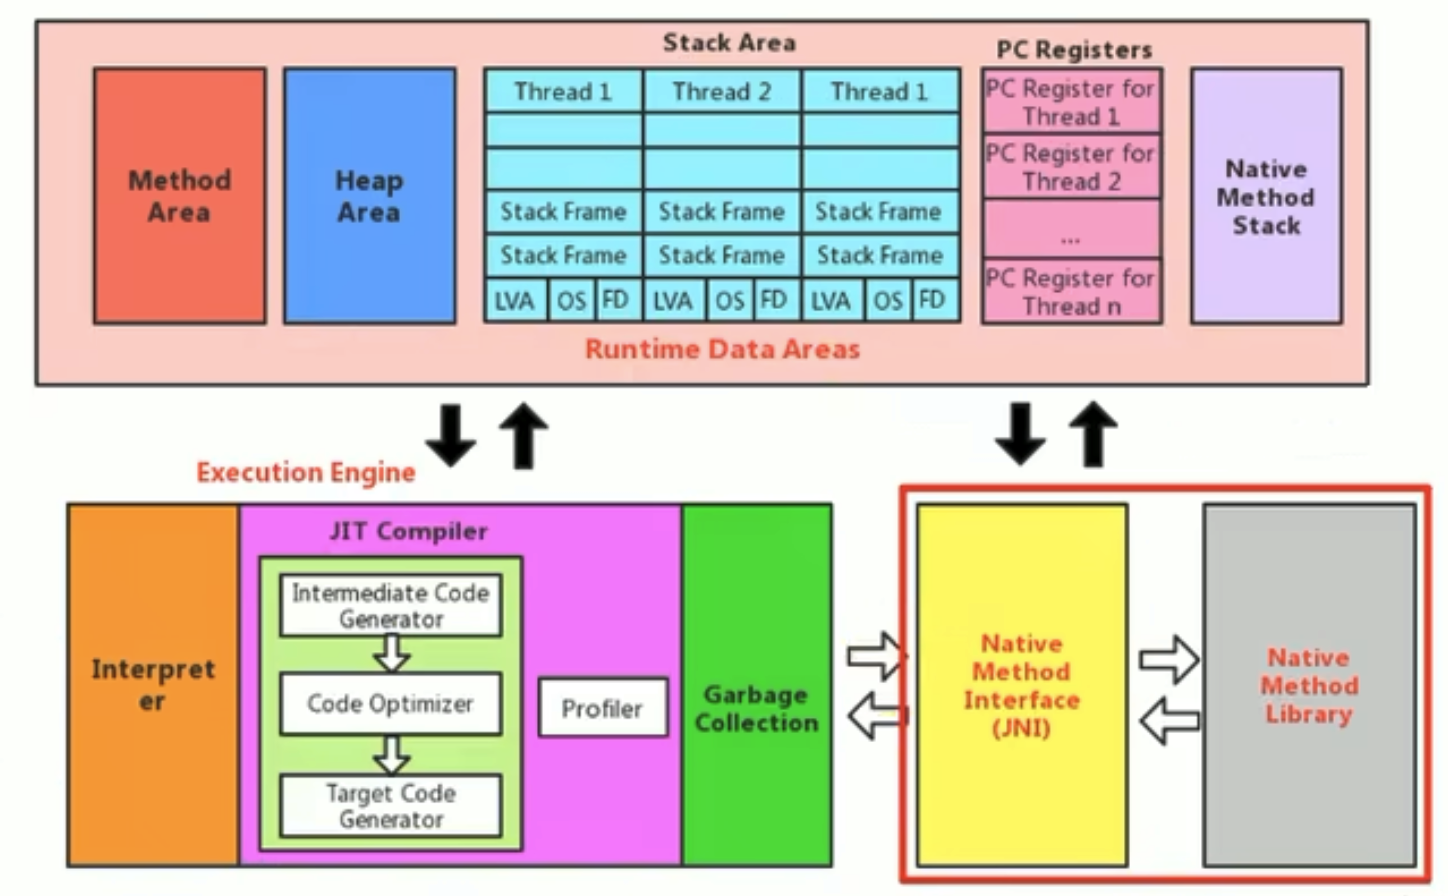 Stack Area
PC Registers
Method
Area
Heap
Area
Thread 1
Thread 2
Thread 1
Stack Frame
Stack Frame
Stack Frame
Stack Frame
Stack Frame
Stack Frame
LVA
OS
FD
LVA
OS
FD
LVA
OS
FD
PC Register for
Thread 1
PC Register for
Thread 2
...
PC Register for
Thread n
Native
Method
Stack
Runtime Data Areas
Execution Engine
Interpret
er
JIT Compiler
Intermediate Code
Generator
Code Optimizer
Target Code
Generator
Profiler
Garbage
Collection
Native
Method
Interface
(JNI)
Native
Method
Library